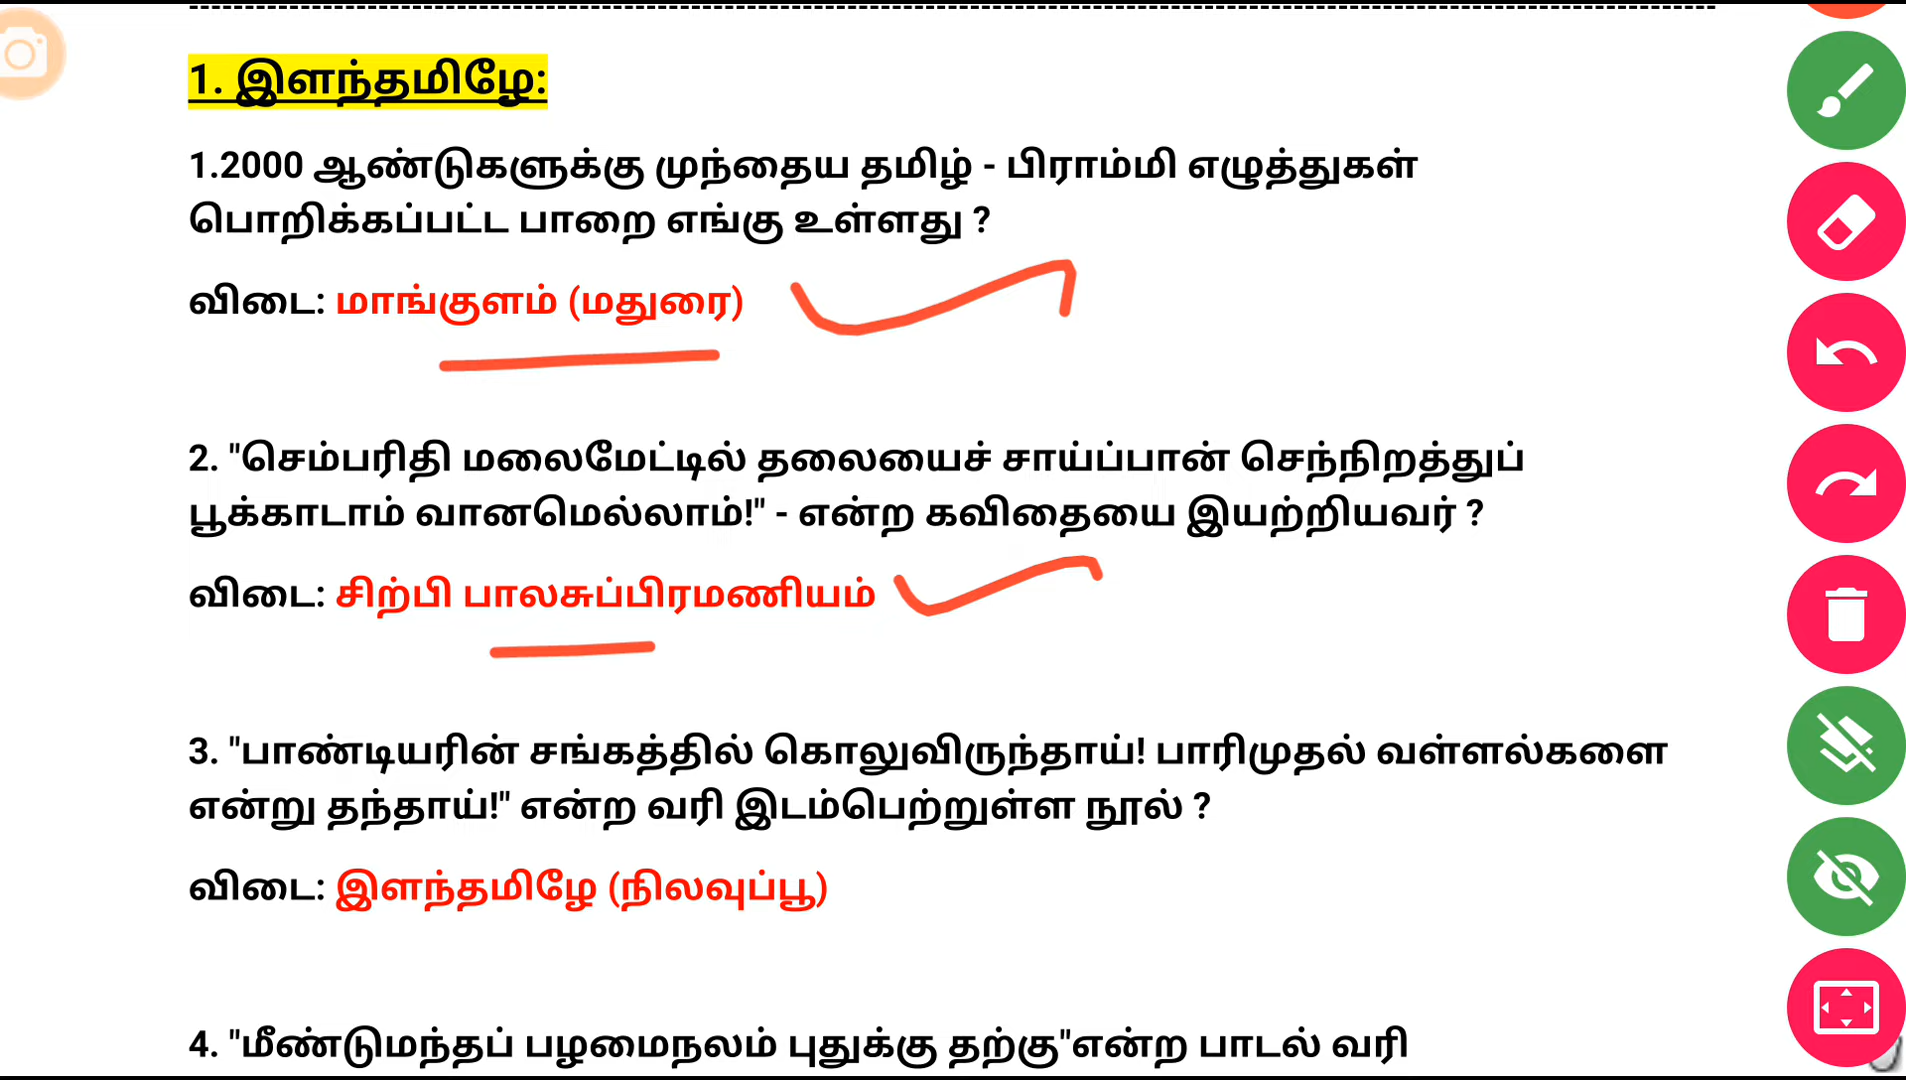 1. இளந்தமிழே:
1.2000 ஆண்டுகளுக்கு முந்தைய தமிழ் - பிராம்மி எழுத்துகள்
பொறிக்கப்பட்ட பாறை எங்கு உள்ளது ?
விடை: மாங்குளம் (மதுரை)
2. "செம்பரிதி மலைமேட்டில் தலையைச் சாய்ப்பான் செந்நிறத்துப்
பூக்காடாம் வானமெல்லாம்!" - என்ற கவிதையை இயற்றியவர் ?
விடை: சிற்பி பாலசுப்பிரமணியம்
3. "பாண்டியரின் சங்கத்தில் கொலுவிருந்தாய்! பாரிமுதல் வள்ளல்களை
என்று தந்தாய்!" என்ற வரி இடம்பெற்றுள்ள நூல் ?
விடை: இளந்தமிழே (நிலவுப்பூ)
4. "மீண்டுமந்தப் பழமைநலம் புதுக்கு தற்கு"என்ற பாடல் வரி